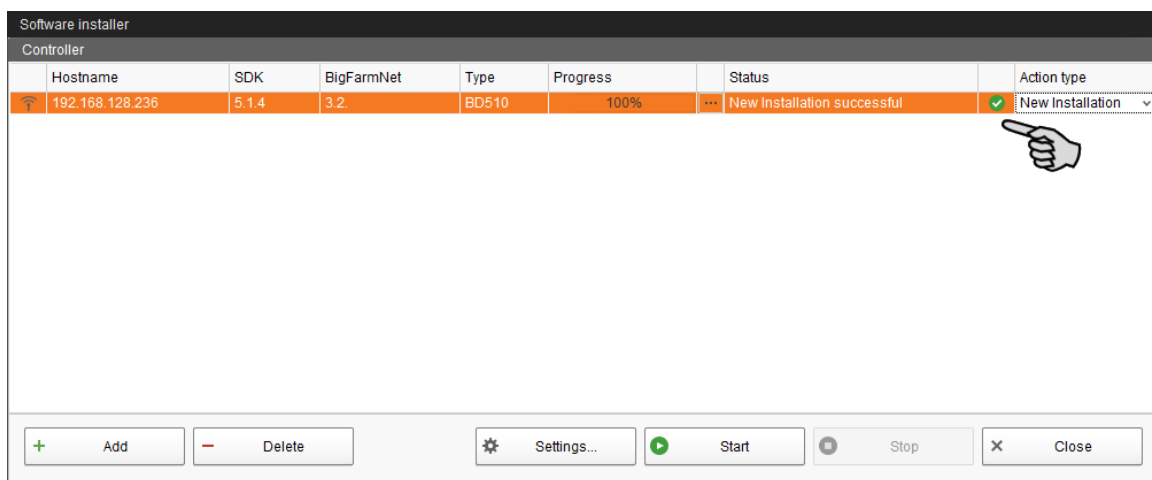 Software installer
Controller
Hostname SDK BigFarmNet Type Progress Status Action type
192.168.128.236 5.1.4 3.2. BD510 100% ... New Installation successful New Installation
Add Delete Settings... Start Stop Close